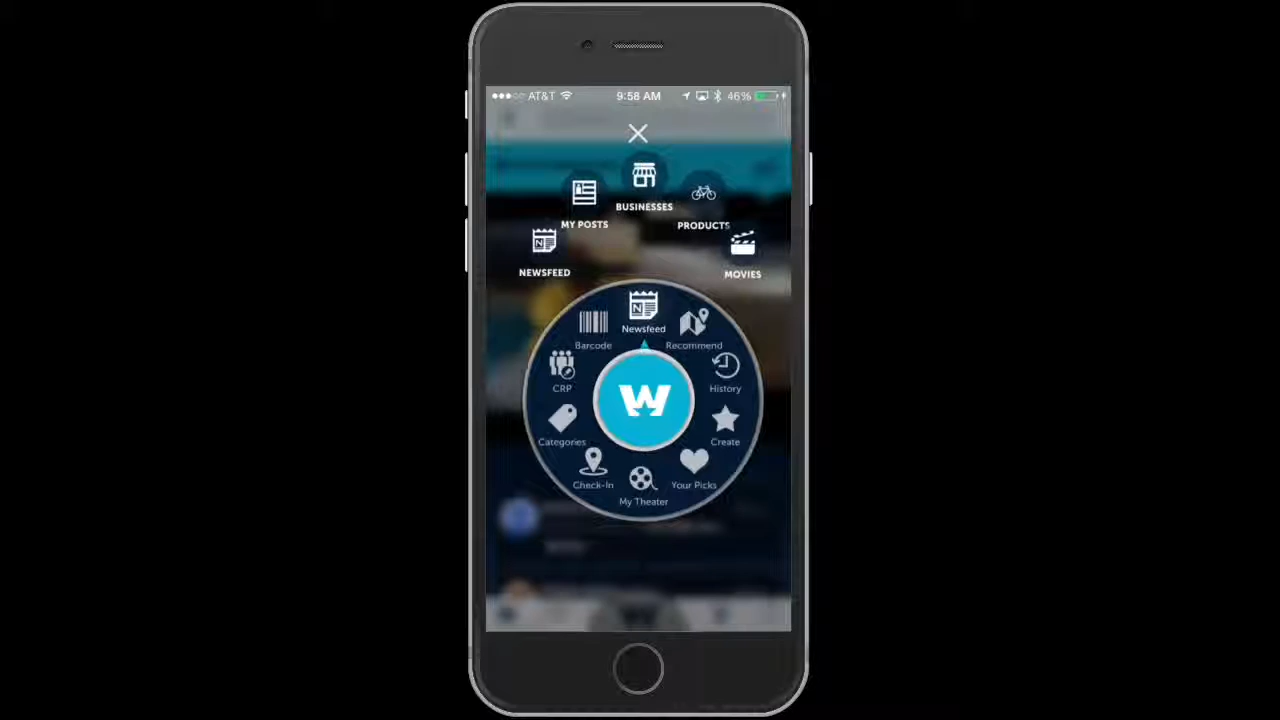 AT&T 9:58 AM 46%
BUSINESSES
MY POSTS
PRODUCTS
NEWSFEED
MOVIES
Newsfeed
Barcode
Recommend
CRP
History
W
Categories
Create
Check-In
Your Picks
My Theater